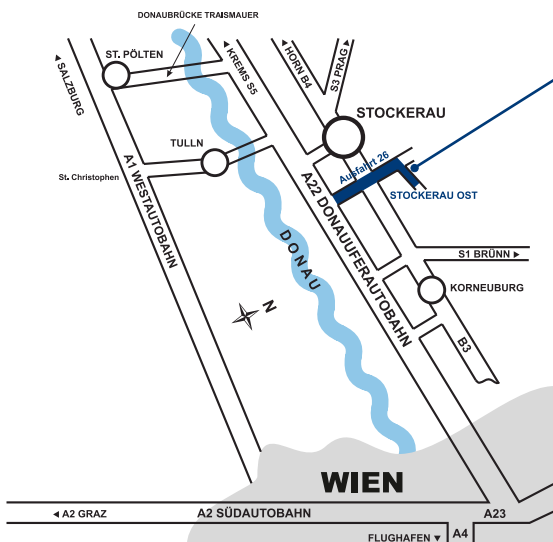 DONAUBRÜCKE TRAISMAUER
ST. PÖLTEN
◄ SALZBURG
◄ KREMS S5
◄ HORN B4
S3 PRAG ►
STOCKERAU
TULLN
Ausfahrt 26
St. Christophen
STOCKERAU OST
A1 WESTAUTOBAHN
A22 DONAUUFERAUTOBAHN
DONAU
S1 BRÜNN ►
KORNEUBURG
N
B3
WIEN
◄ A2 GRAZ
A2 SÜDAUTOBAHN
A23
FLUGHAFEN ▼
A4